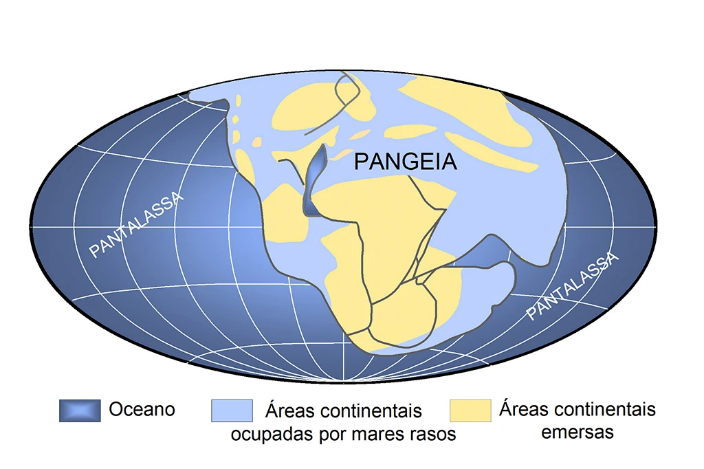 PANGEIA
PANTALASSA
PANTALASSA
Oceano
Áreas continentais
ocupadas por mares rasos
Áreas continentais
emersas